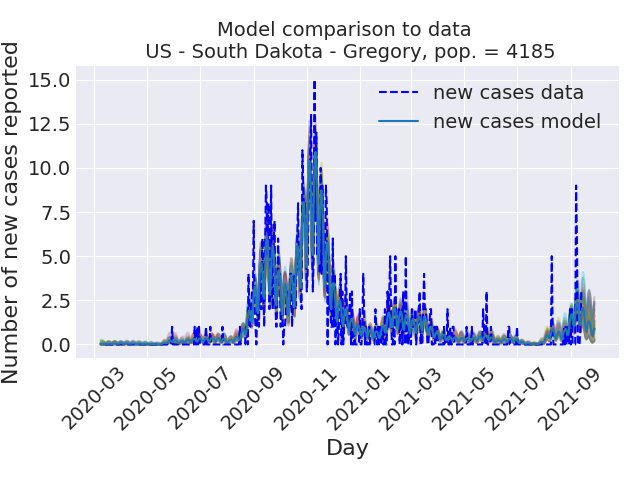 Model comparison to data
US - South Dakota - Gregory, pop. = 4185
Number of new cases reported
15.0
12.5
10.0
7.5
5.0
2.5
0.0
new cases data
new cases model
2020-03
2020-05
2020-07
2020-09
2020-11
2021-01
2021-03
2021-05
2021-07
2021-09
Day